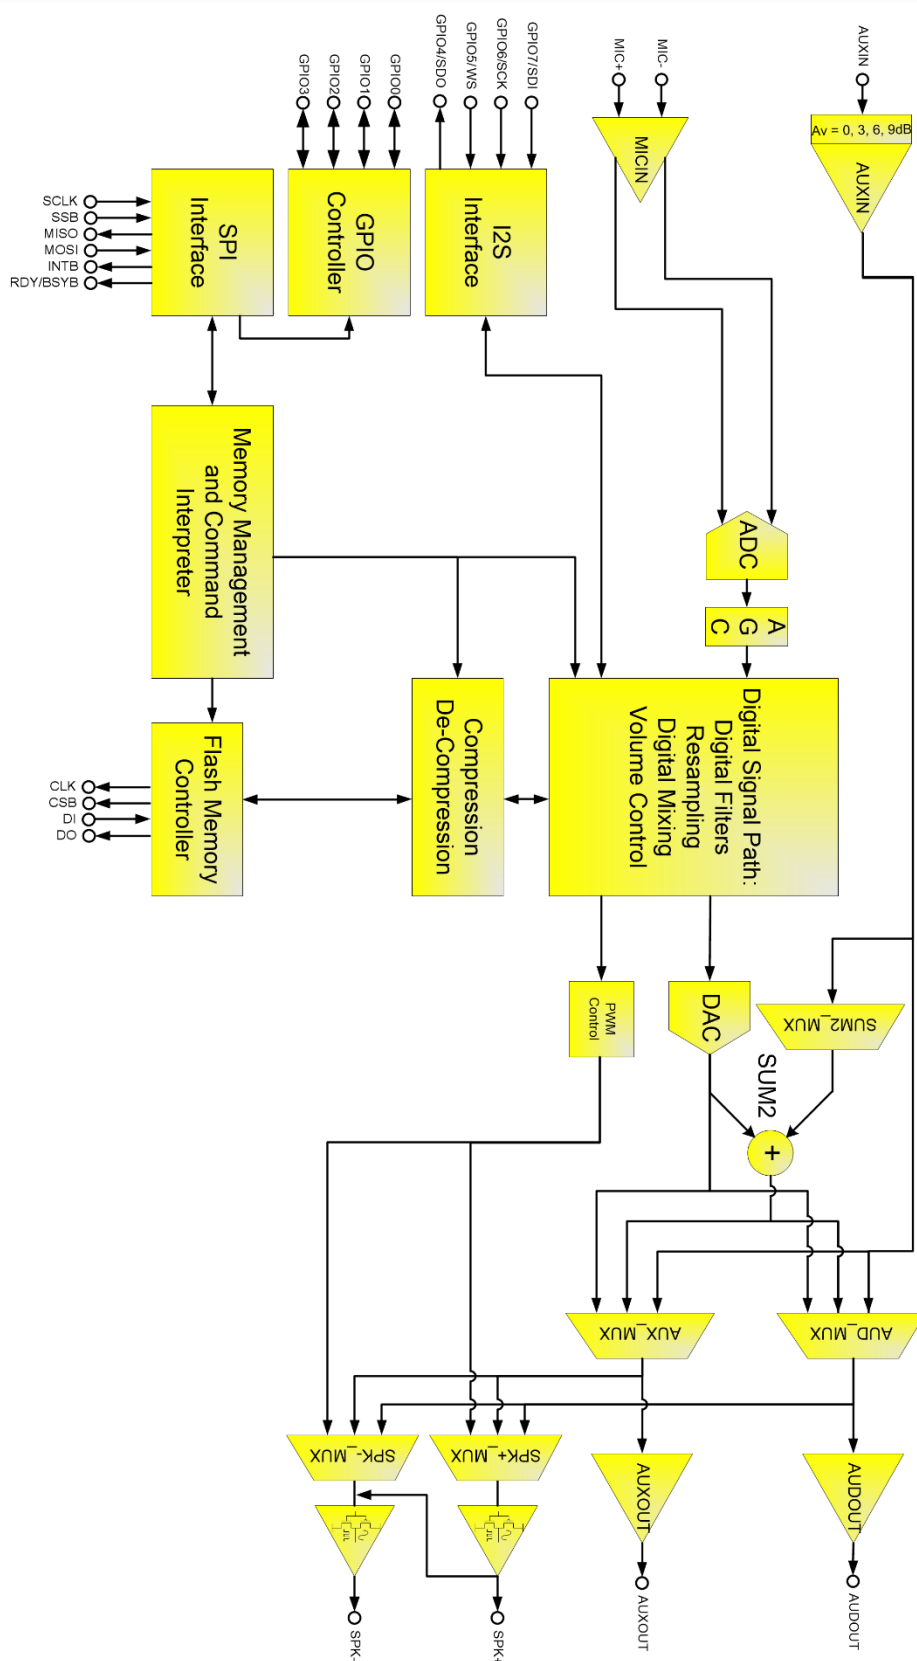 AUXIN
Av = 0, 3, 6, 9dB
AUXIN
MIC-
MIC+
MICIN
GPIO7/SDI
GPIO6/SCK
GPIO5/WS
GPIO4/SDO
I2S
Interface
GPIO0
GPIO1
GPIO2
GPIO3
GPIO
Controller
SPI
Interface
SCLK
SSB
MISO
MOSI
INTB
RDY/BSYB
ADC
A
G
C
Memory Management
and Command
Interpreter
Digital Signal Path:
Digital Filters
Resampling
Digital Mixing
Volume Control
Compression
De-Compression
Flash Memory
Controller
CLK
CSB
DI
DO
SUM2_MUX
DAC
PWM
Control
SUM2
+
AUD_MUX
AUX_MUX
SPK+_MUX
SPK-_MUX
AUDOUT
AUXOUT
AUDOUT
AUXOUT
SPK+
SPK-